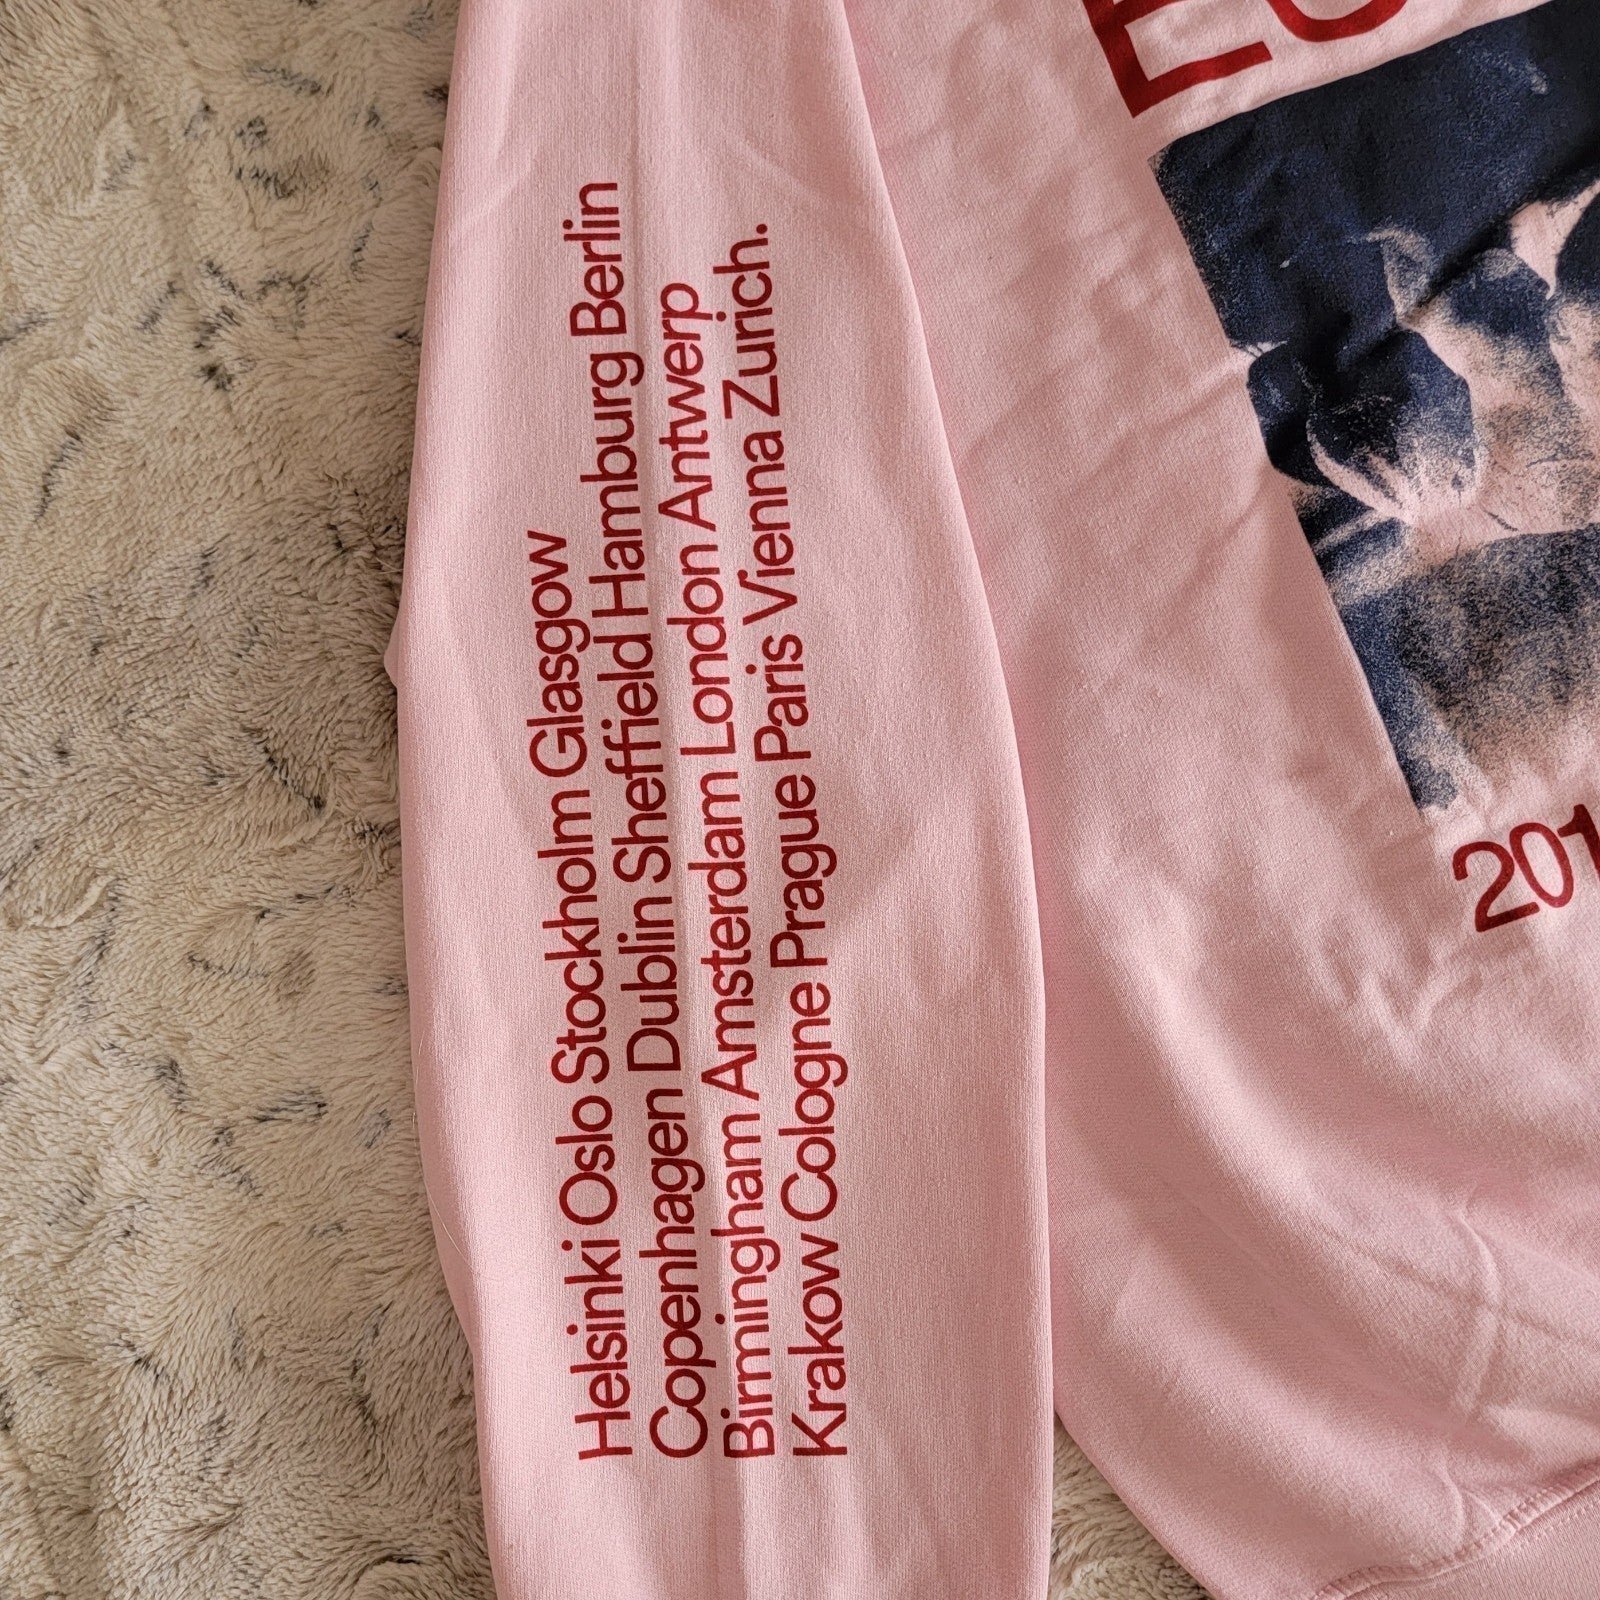 Helsinki Oslo Stockholm Glasgow
Copenhagen Dublin Sheffield Hamburg Berlin
Birmingham Amsterdam London Antwerp
Krakow Cologne Prague Paris Vienna Zurich.
201